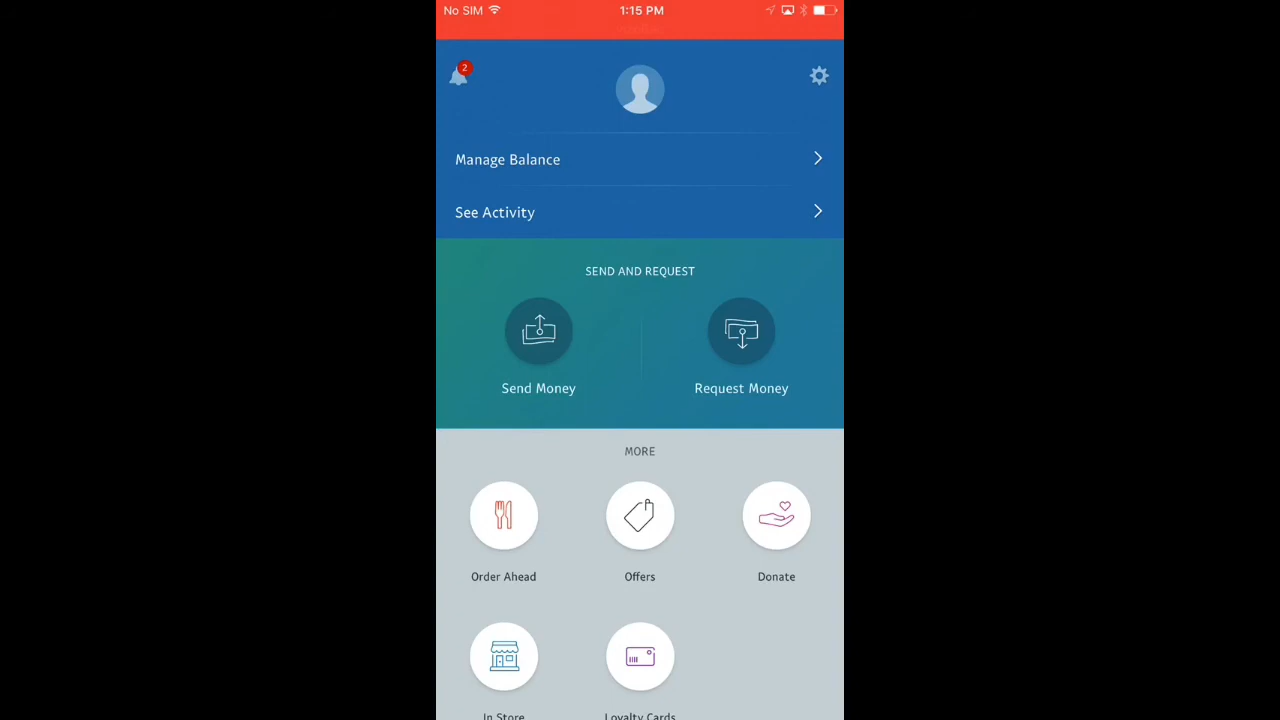 No SIM 1:15 PM
2
Manage Balance
See Activity
SEND AND REQUEST
Send Money Request Money
MORE
Order Ahead Offers Donate
In Store Loyalty Cards